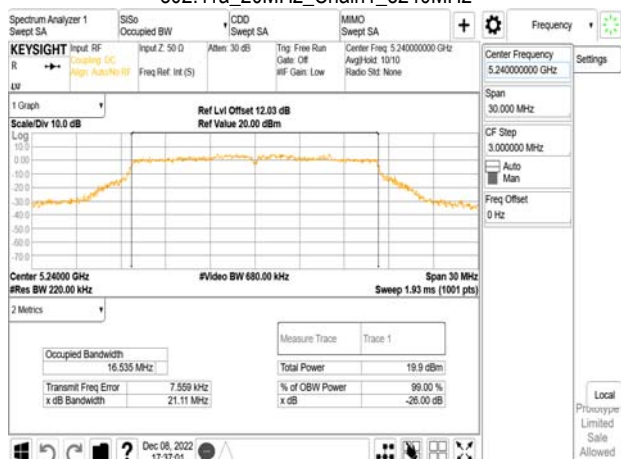 Spectrum Analyzer 1
Swept SA
SISo
Occupied BW
CDD
Swept SA
MIMO
Swept SA
+
Frequency
KEYSIGHT
R
LM
Input: RF
Coupling: DC
Align: Auto/No RF
Input Z: 50 Ω
Freq Ref: Int (S)
Atten: 30 dB
Trig: Free Run
Gate: Off
#IF Gain: Low
Center Freq: 5.240000000 GHz
Avg|Hold: 10/10
Radio Std: None
Center Frequency
5.240000000 GHz
Settings
Span
30.000 MHz
CF Step
3.000000 MHz
Auto
Man
Freq Offset
0 Hz
1 Graph
Scale/Div 10.0 dB
Ref Lvl Offset 12.03 dB
Ref Value 20.00 dBm
Log
10.0
0.00
-10.0
-20.0
-30.0
-40.0
-50.0
-60.0
-70.0
Center 5.24000 GHz
#Res BW 220.00 kHz
#Video BW 680.00 kHz
Span 30 MHz
Sweep 1.93 ms (1001 pts)
2 Metrics
Measure Trace
Trace 1
Occupied Bandwidth
16.535 MHz
Total Power
19.9 dBm
Transmit Freq Error
7.559 kHz
% of OBW Power
99.00 %
x dB Bandwidth
21.11 MHz
x dB
-26.00 dB
Local
Prototype
Limited
Sale
Allowed
?
Dec 08, 2022
17:37:01